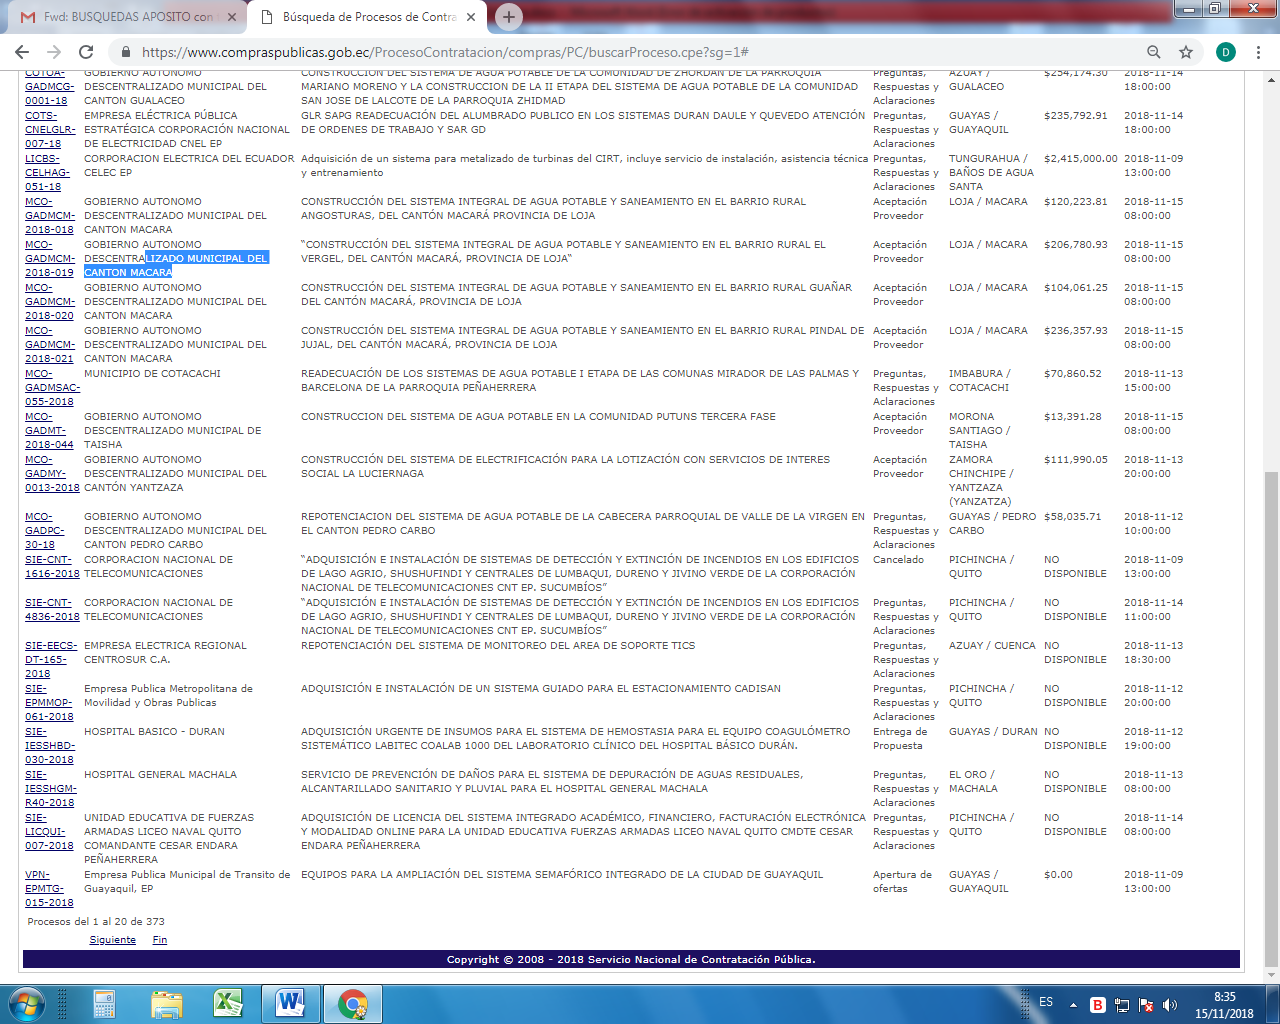 Fwd: BUSQUEDAS APOSITO con
Búsqueda de Procesos de Contra
https://www.compraspublicas.gob.ec/ProcesoContratacion/compras/PC/buscarProceso.cpe?sg=1#
D
COTOA-GADMCG-0001-18 GOBIERNO AUTONOMO DESCENTRALIZADO MUNICIPAL DEL CANTON GUALACEO CONSTRUCCIÓN DEL SISTEMA DE AGUA POTABLE DE LA COMUNIDAD DE ZHORDAN DE LA PARROQUIA MARIANO MORENO Y LA CONSTRUCCION DE LA II ETAPA DEL SISTEMA DE AGUA POTABLE DE LA COMUNIDAD SAN JOSE DE LALCOTE DE LA PARROQUIA ZHIDMAD Preguntas, Respuestas y Aclaraciones AZUAY / GUALACEO $254,174.30 2018-11-14 18:00:00
COTS-CNELGLR-007-18 EMPRESA ELÉCTRICA PÚBLICA ESTRATÉGICA CORPORACIÓN NACIONAL DE ELECTRICIDAD CNEL EP GLR SAPG READECUACIÓN DEL ALUMBRADO PUBLICO EN LOS SISTEMAS DURAN DAULE Y QUEVEDO ATENCIÓN DE ORDENES DE TRABAJO Y SAR GD Preguntas, Respuestas y Aclaraciones GUAYAS / GUAYAQUIL $235,792.91 2018-11-14 18:00:00
LICBS-CELHAG-051-18 CORPORACION ELECTRICA DEL ECUADOR CELEC EP Adquisición de un sistema para metalizado de turbinas del CIRT, incluye servicio de instalación, asistencia técnica y entrenamiento Preguntas, Respuestas y Aclaraciones TUNGURAHUA / BAÑOS DE AGUA SANTA $2,415,000.00 2018-11-09 13:00:00
MCO-GADMCM-2018-018 GOBIERNO AUTONOMO DESCENTRALIZADO MUNICIPAL DEL CANTON MACARA CONSTRUCCIÓN DEL SISTEMA INTEGRAL DE AGUA POTABLE Y SANEAMIENTO EN EL BARRIO RURAL ANGOSTURAS, DEL CANTÓN MACARÁ PROVINCIA DE LOJA Aceptación Proveedor LOJA / MACARA $120,223.81 2018-11-15 08:00:00
MCO-GADMCM-2018-019 GOBIERNO AUTONOMO DESCENTRALIZADO MUNICIPAL DEL CANTON MACARA “CONSTRUCCIÓN DEL SISTEMA INTEGRAL DE AGUA POTABLE Y SANEAMIENTO EN EL BARRIO RURAL EL VERGEL, DEL CANTÓN MACARÁ, PROVINCIA DE LOJA“ Aceptación Proveedor LOJA / MACARA $206,780.93 2018-11-15 08:00:00
MCO-GADMCM-2018-020 GOBIERNO AUTONOMO DESCENTRALIZADO MUNICIPAL DEL CANTON MACARA CONSTRUCCIÓN DEL SISTEMA INTEGRAL DE AGUA POTABLE Y SANEAMIENTO EN EL BARRIO RURAL GUAÑAR DEL CANTÓN MACARÁ, PROVINCIA DE LOJA Aceptación Proveedor LOJA / MACARA $104,061.25 2018-11-15 08:00:00
MCO-GADMCM-2018-021 GOBIERNO AUTONOMO DESCENTRALIZADO MUNICIPAL DEL CANTON MACARA CONSTRUCCIÓN DEL SISTEMA INTEGRAL DE AGUA POTABLE Y SANEAMIENTO EN EL BARRIO RURAL PINDAL DE JUJAL, DEL CANTÓN MACARÁ, PROVINCIA DE LOJA Aceptación Proveedor LOJA / MACARA $236,357.93 2018-11-15 08:00:00
MCO-GADMSAC-055-2018 MUNICIPIO DE COTACACHI READECUACIÓN DE LOS SISTEMAS DE AGUA POTABLE I ETAPA DE LAS COMUNAS MIRADOR DE LAS PALMAS Y BARCELONA DE LA PARROQUIA PEÑAHERRERA Preguntas, Respuestas y Aclaraciones IMBABURA / COTACACHI $70,860.52 2018-11-13 15:00:00
MCO-GADMT-2018-044 GOBIERNO AUTONOMO DESCENTRALIZADO MUNICIPAL DE TAISHA CONSTRUCCION DEL SISTEMA DE AGUA POTABLE EN LA COMUNIDAD PUTUNS TERCERA FASE Aceptación Proveedor MORONA SANTIAGO / TAISHA $13,391.28 2018-11-15 08:00:00
MCO-GADMY-0013-2018 GOBIERNO AUTONOMO DESCENTRALIZADO MUNICIPAL DEL CANTÓN YANTZAZA CONSTRUCCIÓN DEL SISTEMA DE ELECTRIFICACIÓN PARA LA LOTIZACIÓN CON SERVICIOS DE INTERES SOCIAL LA LUCIERNAGA Aceptación Proveedor ZAMORA CHINCHIPE / YANTZAZA (YANZATZA) $111,990.05 2018-11-13 20:00:00
MCO-GADPC-30-18 GOBIERNO AUTONOMO DESCENTRALIZADO MUNICIPAL DEL CANTON PEDRO CARBO REPOTENCIACION DEL SISTEMA DE AGUA POTABLE DE LA CABECERA PARROQUIAL DE VALLE DE LA VIRGEN EN EL CANTON PEDRO CARBO Preguntas, Respuestas y Aclaraciones GUAYAS / PEDRO CARBO $58,035.71 2018-11-12 10:00:00
SIE-CNT-1616-2018 CORPORACION NACIONAL DE TELECOMUNICACIONES “ADQUISICIÓN E INSTALACIÓN DE SISTEMAS DE DETECCIÓN Y EXTINCIÓN DE INCENDIOS EN LOS EDIFICIOS DE LAGO AGRIO, SHUSHUFINDI Y CENTRALES DE LUMBAQUI, DURENO Y JIVINO VERDE DE LA CORPORACIÓN NACIONAL DE TELECOMUNICACIONES CNT EP. SUCUMBÍOS” Cancelado PICHINCHA / QUITO NO DISPONIBLE 2018-11-09 13:00:00
SIE-CNT-4836-2018 CORPORACION NACIONAL DE TELECOMUNICACIONES “ADQUISICIÓN E INSTALACIÓN DE SISTEMAS DE DETECCIÓN Y EXTINCIÓN DE INCENDIOS EN LOS EDIFICIOS DE LAGO AGRIO, SHUSHUFINDI Y CENTRALES DE LUMBAQUI, DURENO Y JIVINO VERDE DE LA CORPORACIÓN NACIONAL DE TELECOMUNICACIONES CNT EP. SUCUMBÍOS” Preguntas, Respuestas y Aclaraciones PICHINCHA / QUITO NO DISPONIBLE 2018-11-14 11:00:00
SIE-EECS-DT-165-2018 EMPRESA ELECTRICA REGIONAL CENTROSUR C.A. REPOTENCIACIÓN DEL SISTEMA DE MONITOREO DEL AREA DE SOPORTE TICS Preguntas, Respuestas y Aclaraciones AZUAY / CUENCA NO DISPONIBLE 2018-11-13 18:30:00
SIE-EPMMOP-061-2018 Empresa Publica Metropolitana de Movilidad y Obras Publicas ADQUISICIÓN E INSTALACIÓN DE UN SISTEMA GUIADO PARA EL ESTACIONAMIENTO CADISAN Preguntas, Respuestas y Aclaraciones PICHINCHA / QUITO NO DISPONIBLE 2018-11-12 20:00:00
SIE-IESSHBD-030-2018 HOSPITAL BASICO - DURAN ADQUISICIÓN URGENTE DE INSUMOS PARA EL SISTEMA DE HEMOSTASIA PARA EL EQUIPO COAGULÓMETRO SISTEMÁTICO LABITEC COALAB 1000 DEL LABORATORIO CLÍNICO DEL HOSPITAL BÁSICO DURÁN. Entrega de Propuesta GUAYAS / DURAN NO DISPONIBLE 2018-11-12 19:00:00
SIE-IESSHGM-R40-2018 HOSPITAL GENERAL MACHALA SERVICIO DE PREVENCIÓN DE DAÑOS PARA EL SISTEMA DE DEPURACIÓN DE AGUAS RESIDUALES, ALCANTARILLADO SANITARIO Y PLUVIAL PARA EL HOSPITAL GENERAL MACHALA Preguntas, Respuestas y Aclaraciones EL ORO / MACHALA NO DISPONIBLE 2018-11-13 08:00:00
SIE-LICQUI-007-2018 UNIDAD EDUCATIVA DE FUERZAS ARMADAS LICEO NAVAL QUITO COMANDANTE CESAR ENDARA PEÑAHERRERA ADQUISICIÓN DE LICENCIA DEL SISTEMA INTEGRADO ACADÉMICO, FINANCIERO, FACTURACIÓN ELECTRÓNICA Y MODALIDAD ONLINE PARA LA UNIDAD EDUCATIVA FUERZAS ARMADAS LICEO NAVAL QUITO CMDTE CESAR ENDARA PEÑAHERRERA Preguntas, Respuestas y Aclaraciones PICHINCHA / QUITO NO DISPONIBLE 2018-11-14 08:00:00
VPN-EPMTG-015-2018 Empresa Publica Municipal de Transito de Guayaquil, EP EQUIPOS PARA LA AMPLIACIÓN DEL SISTEMA SEMAFÓRICO INTEGRADO DE LA CIUDAD DE GUAYAQUIL Apertura de ofertas GUAYAS / GUAYAQUIL $0.00 2018-11-09 13:00:00
Procesos del 1 al 20 de 373
Siguiente Fin
Copyright © 2008 - 2018 Servicio Nacional de Contratación Pública.
ES
8:35
15/11/2018